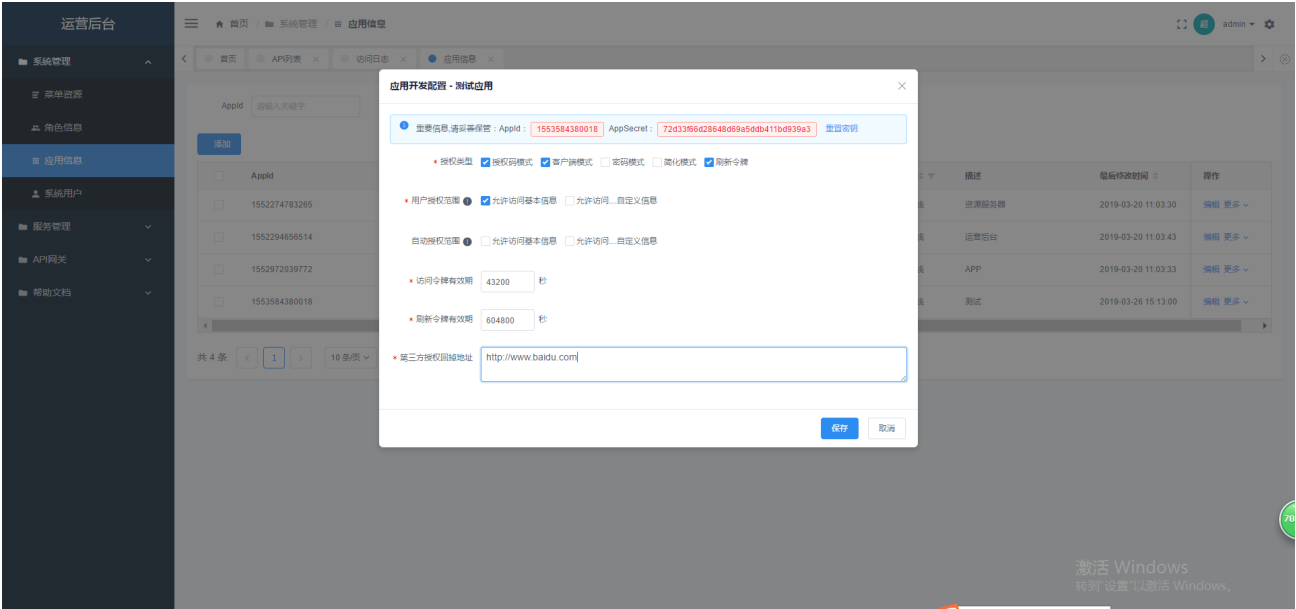 运营后台
首页 / 系统管理 / 应用信息
admin
首页 API列表 访问日志 应用信息
系统管理
菜单资源
角色信息
应用信息
系统用户
服务管理
API网关
帮助文档
AppId 请输入关键字
添加
AppId 描述 最后修改时间 操作
1552274783265 资源服务器 2019-03-20 11:03:30 编辑 更多
1552294656514 运营后台 2019-03-20 11:03:43 编辑 更多
1552972039772 APP 2019-03-20 11:03:33 编辑 更多
1553584380018 测试 2019-03-26 15:13:00 编辑 更多
共 4 条 1 10 条/页
应用开发配置 - 测试应用
重要信息,请妥善保管：AppId： 1553584380018 AppSecret： 72d33f66d28648d69a5ddb411bd939a3 重置密钥
* 授权类型 授权码模式 客户端模式 密码模式 简化模式 刷新令牌
* 用户授权范围 允许访问基本信息 允许访问....自定义信息
自动授权范围 允许访问基本信息 允许访问....自定义信息
* 访问令牌有效期 43200 秒
* 刷新令牌有效期 604800 秒
* 第三方授权回掉地址 http://www.baidu.com
保存 取消
70
激活 Windows
转到"设置"以激活 Windows。